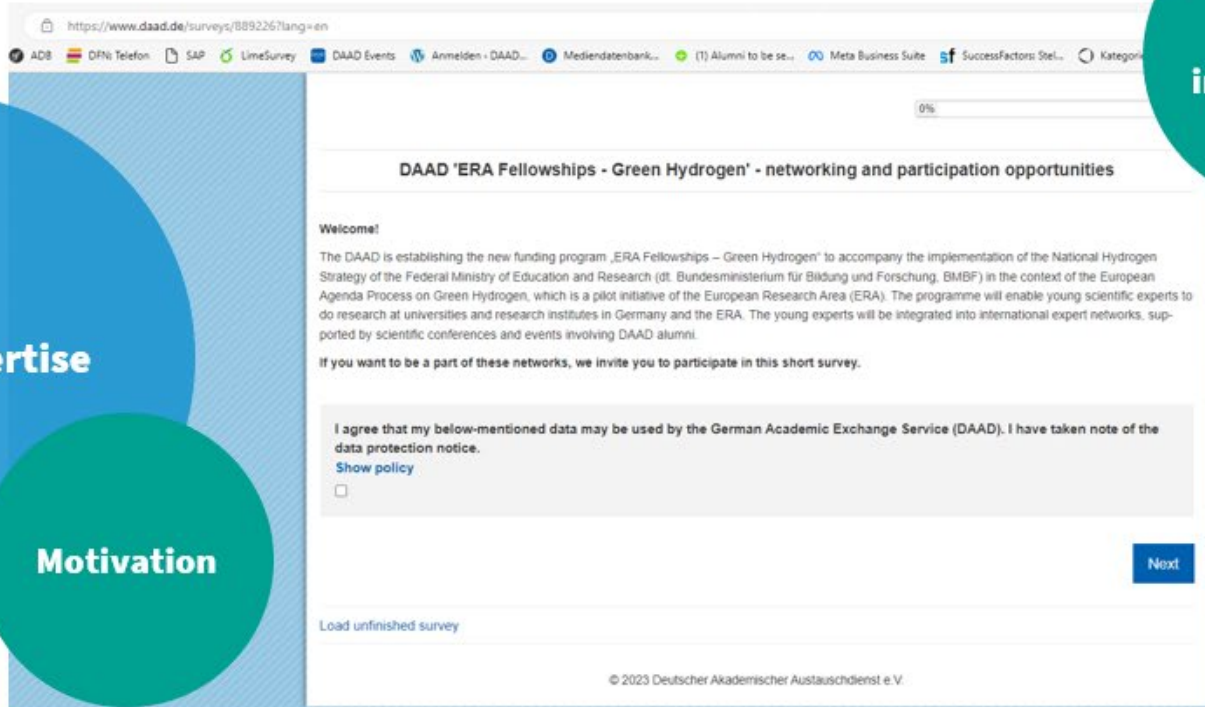 https://www.daad.de/surveys/889226?lang=en
ADB DFN: Telefon SAP LimeSurvey DAAD Events Anmelden ‹ DAAD... Mediendatenbank... (1) Alumni to be se... Meta Business Suite SuccessFactors: Stel... Kategorie
0%
DAAD 'ERA Fellowships - Green Hydrogen' - networking and participation opportunities
Welcome!
The DAAD is establishing the new funding program „ERA Fellowships – Green Hydrogen“ to accompany the implementation of the National Hydrogen
Strategy of the Federal Ministry of Education and Research (dt. Bundesministerium für Bildung und Forschung, BMBF) in the context of the European
Agenda Process on Green Hydrogen, which is a pilot initiative of the European Research Area (ERA). The programme will enable young scientific experts to
do research at universities and research institutes in Germany and the ERA. The young experts will be integrated into international expert networks, sup-
ported by scientific conferences and events involving DAAD alumni.
If you want to be a part of these networks, we invite you to participate in this short survey.
ertise
I agree that my below-mentioned data may be used by the German Academic Exchange Service (DAAD). I have taken note of the
data protection notice.
Show policy
Motivation
Next
Load unfinished survey
© 2023 Deutscher Akademischer Austauschdienst e.V.